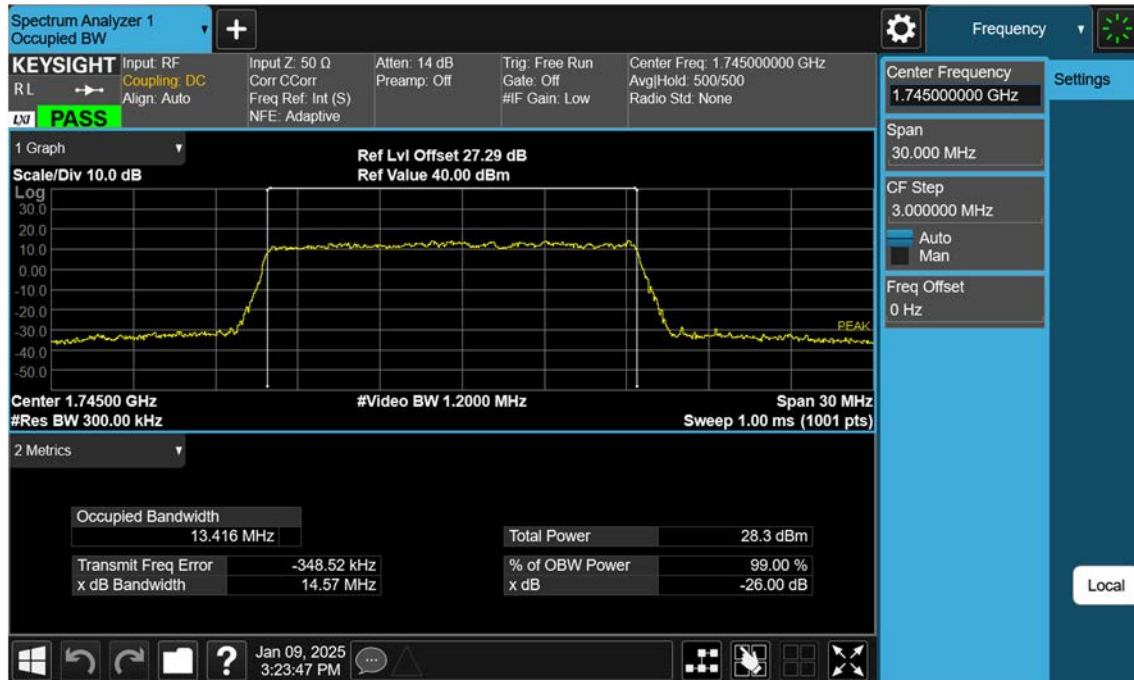 Spectrum Analyzer 1
Occupied BW
+
Frequency
KEYSIGHT
R L
LXI PASS
Input: RF
Coupling: DC
Align: Auto
Input Z: 50 Ω
Corr CCorr
Freq Ref: Int (S)
NFE: Adaptive
Atten: 14 dB
Preamp: Off
Trig: Free Run
Gate: Off
#IF Gain: Low
Center Freq: 1.745000000 GHz
Avg|Hold: 500/500
Radio Std: None
1 Graph
Scale/Div 10.0 dB
Ref Lvl Offset 27.29 dB
Ref Value 40.00 dBm
Log
30.0
20.0
10.0
0.00
-10.0
-20.0
-30.0
-40.0
-50.0
PEAK
Center 1.74500 GHz
#Video BW 1.2000 MHz
Span 30 MHz
#Res BW 300.00 kHz
Sweep 1.00 ms (1001 pts)
2 Metrics
Occupied Bandwidth
13.416 MHz
Total Power 28.3 dBm
Transmit Freq Error -348.52 kHz
% of OBW Power 99.00 %
x dB Bandwidth 14.57 MHz
x dB -26.00 dB
Center Frequency
1.745000000 GHz
Span
30.000 MHz
CF Step
3.000000 MHz
Auto
Man
Freq Offset
0 Hz
Settings
Local
?
Jan 09, 2025
3:23:47 PM